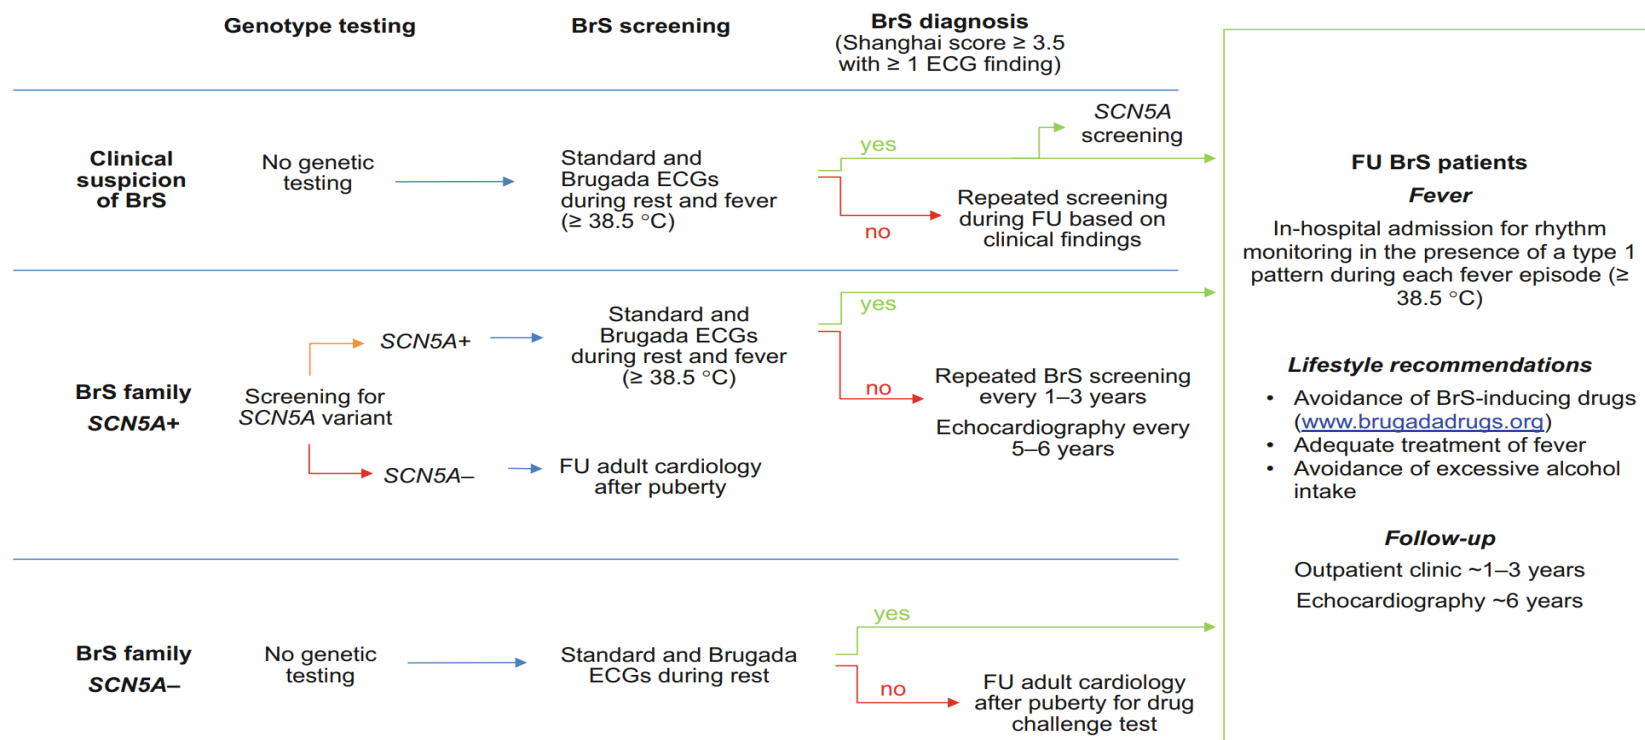 Genotype testing
BrS screening
BrS diagnosis
(Shanghai score ≥ 3.5
with ≥ 1 ECG finding)
Clinical
suspicion
of BrS
No genetic
testing
Standard and
Brugada ECGs
during rest and fever
(≥ 38.5 °C)
yes
SCN5A
screening
no
Repeated screening
during FU based on
clinical findings
BrS family
SCN5A+
Screening for
SCN5A variant
SCN5A+
Standard and
Brugada ECGs
during rest and fever
(≥ 38.5 °C)
yes
no
Repeated BrS screening
every 1–3 years
Echocardiography every
5–6 years
SCN5A–
FU adult cardiology
after puberty
BrS family
SCN5A–
No genetic
testing
Standard and Brugada
ECGs during rest
yes
no
FU adult cardiology
after puberty for drug
challenge test
FU BrS patients
Fever
In-hospital admission for rhythm
monitoring in the presence of a type 1
pattern during each fever episode (≥
38.5 °C)
Lifestyle recommendations
• Avoidance of BrS-inducing drugs
(www.brugadadrugs.org)
• Adequate treatment of fever
• Avoidance of excessive alcohol
intake
Follow-up
Outpatient clinic ~1–3 years
Echocardiography ~6 years